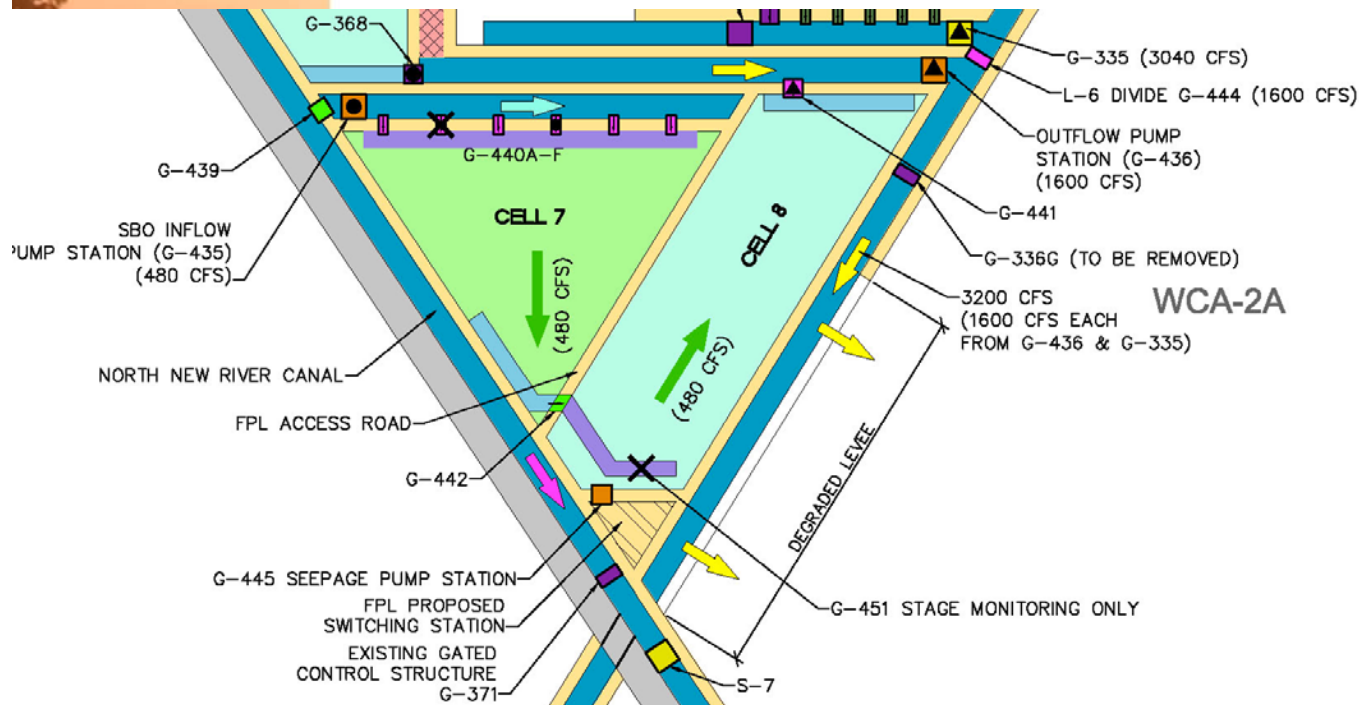 G-368
G-335 (3040 CFS)
L-6 DIVIDE G-444 (1600 CFS)
OUTFLOW PUMP
STATION (G-436)
(1600 CFS)
G-441
G-336G (TO BE REMOVED)
3200 CFS
(1600 CFS EACH
FROM G-436 & G-335)
WCA-2A
G-439
G-440A-F
SBO INFLOW
PUMP STATION (G-435)
(480 CFS)
CELL 7
(480 CFS)
CELL 8
(480 CFS)
NORTH NEW RIVER CANAL
FPL ACCESS ROAD
G-442
DEGRADED LEVEE
G-445 SEEPAGE PUMP STATION
FPL PROPOSED
SWITCHING STATION
EXISTING GATED
CONTROL STRUCTURE
G-371
G-451 STAGE MONITORING ONLY
S-7